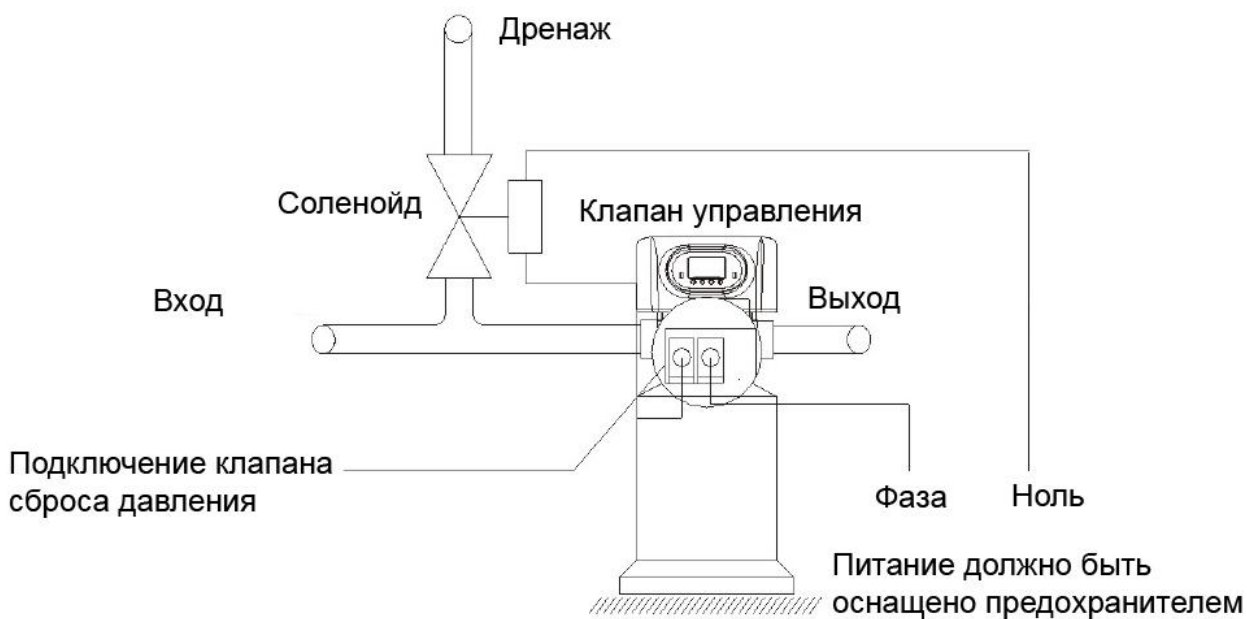 Дренаж
Соленойд
Клапан управления
Вход
Выход
Подключение клапана
сброса давления
Фаза
Ноль
Питание должно быть
оснащено предохранителем